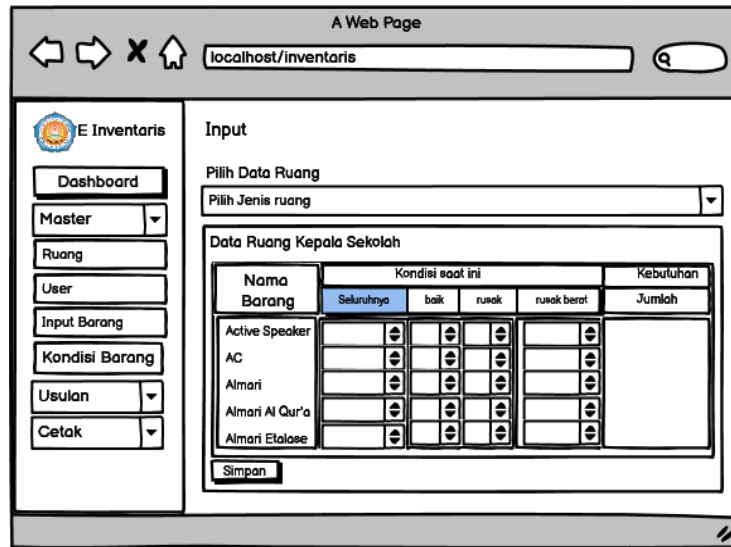 A Web Page
localhost/inventaris
E Inventaris
Dashboard
Master
Ruang
User
Input Barang
Kondisi Barang
Usulan
Cetak
Input
Pilih Data Ruang
Pilih Jenis ruang
Data Ruang Kepala Sekolah
Nama Barang
Kondisi saat ini
Kebutuhan
Seluruhnya
baik
rusak
rusak berat
Jumlah
Active Speaker
AC
Almari
Almari Al Qur'a
Almari Etalase
Simpan